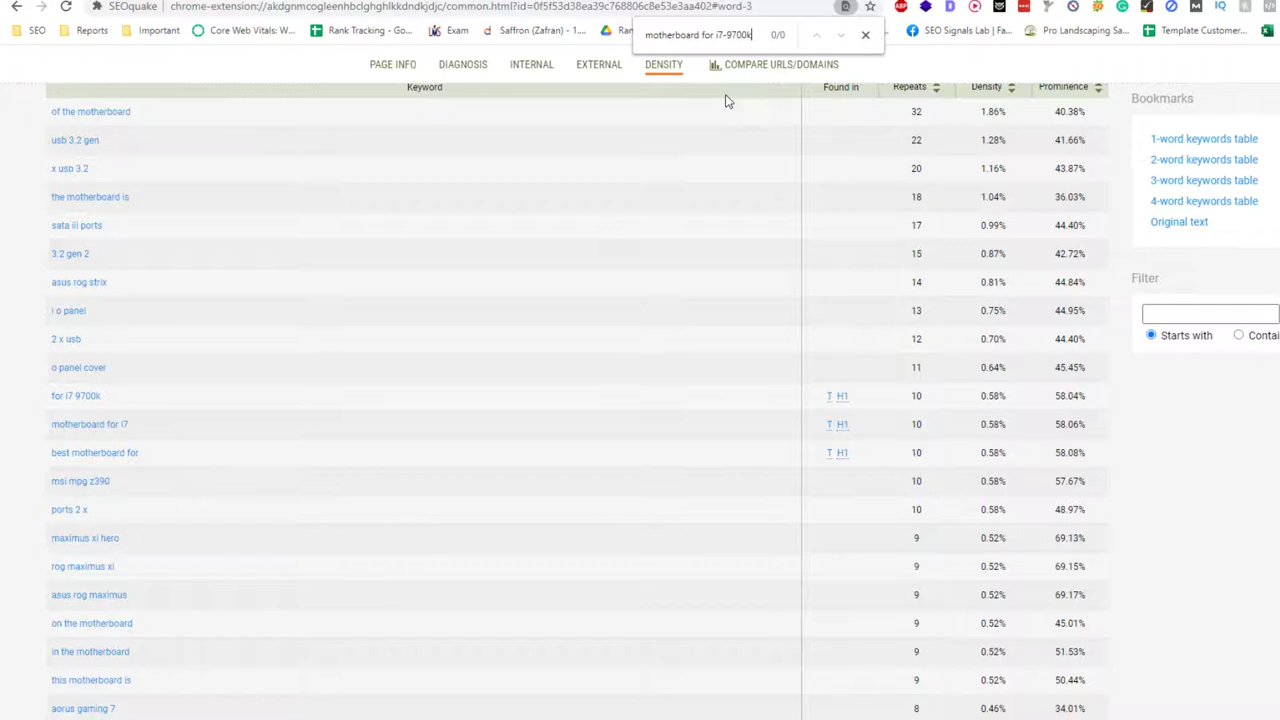 SEOquake
chrome-extension://akdgnmcogleenhbclghghlkkdndkjdjc/common.html?id=0f5f53d38ea39c768806c8e53e3aa402#word-3
SEO
Reports
Important
Core Web Vitals: W...
Rank Tracking - Go...
Exam
Saffron (Zafran) - 1....
Ran
motherboard for i7-9700k
0/0
SEO Signals Lab | Fa...
Pro Landscaping Sa...
Template Customer...
PAGE INFO
DIAGNOSIS
INTERNAL
EXTERNAL
DENSITY
COMPARE URLS/DOMAINS
Keyword Found in Repeats Density Prominence
of the motherboard 32 1.86% 40.38%
usb 3.2 gen 22 1.28% 41.66%
x usb 3.2 20 1.16% 43.87%
the motherboard is 18 1.04% 36.03%
sata iii ports 17 0.99% 44.40%
3.2 gen 2 15 0.87% 42.72%
asus rog strix 14 0.81% 44.84%
i o panel 13 0.75% 44.95%
2 x usb 12 0.70% 44.40%
o panel cover 11 0.64% 45.45%
for i7 9700k T H1 10 0.58% 58.04%
motherboard for i7 T H1 10 0.58% 58.06%
best motherboard for T H1 10 0.58% 58.08%
msi mpg z390 10 0.58% 57.67%
ports 2 x 10 0.58% 48.97%
maximus xi hero 9 0.52% 69.13%
rog maximus xi 9 0.52% 69.15%
asus rog maximus 9 0.52% 69.17%
on the motherboard 9 0.52% 45.01%
in the motherboard 9 0.52% 51.53%
this motherboard is 9 0.52% 50.44%
aorus gaming 7 8 0.46% 34.01%
Bookmarks
1-word keywords table
2-word keywords table
3-word keywords table
4-word keywords table
Original text
Filter
Starts with
Contai